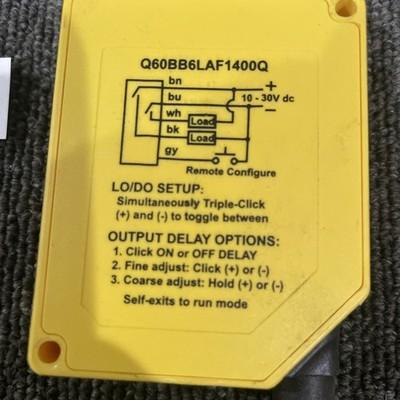 Q60BB6LAF1400Q
bn
+
bu
10 - 30V dc
wh
Load
−
bk
Load
gy
Remote Configure
LO/DO SETUP:
Simultaneously Triple-Click
(+) and (-) to toggle between
OUTPUT DELAY OPTIONS:
1. Click ON or OFF DELAY
2. Fine adjust: Click (+) or (-)
3. Coarse adjust: Hold (+) or (-)
Self-exits to run mode